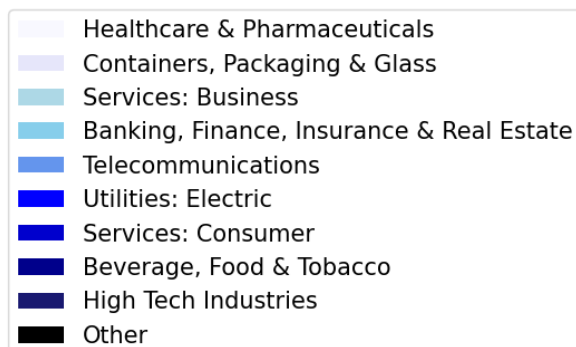 Healthcare & Pharmaceuticals
Containers, Packaging & Glass
Services: Business
Banking, Finance, Insurance & Real Estate
Telecommunications
Utilities: Electric
Services: Consumer
Beverage, Food & Tobacco
High Tech Industries
Other